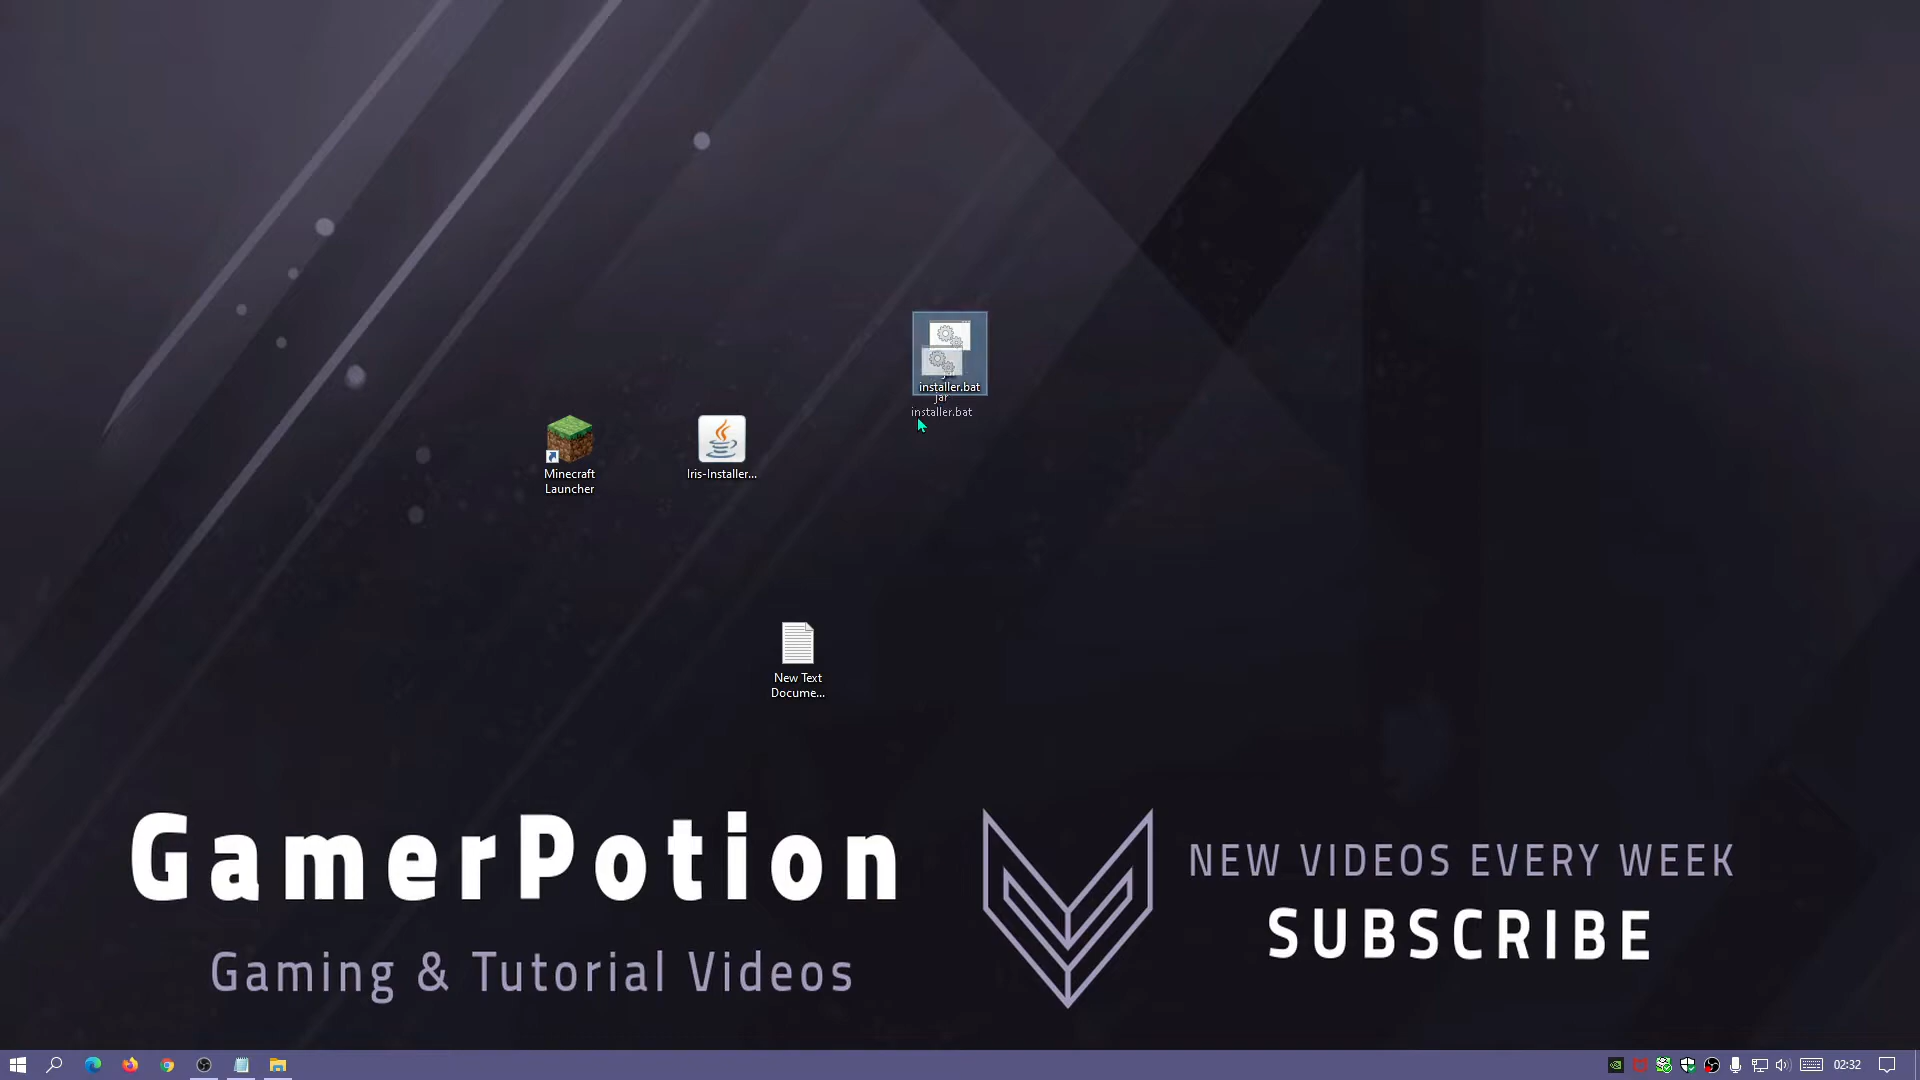 installer.bat
jar
installer.bat
Minecraft
Launcher
Iris-Installer...
New Text
Docume...
GamerPotion
Gaming & Tutorial Videos
NEW VIDEOS EVERY WEEK
SUBSCRIBE
02:32